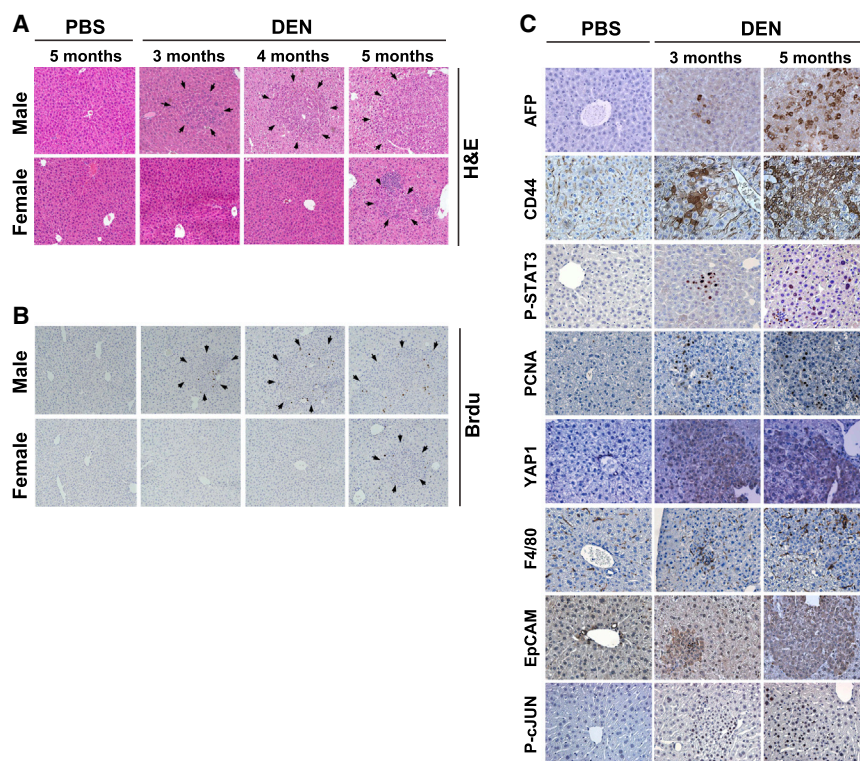 A
PBS
DEN
5 months
3 months
4 months
5 months
Male
Female
H&E
B
Male
Female
Brdu
C
PBS
DEN
3 months
5 months
AFP
CD44
P-STAT3
PCNA
YAP1
F4/80
EpCAM
P-cJUN